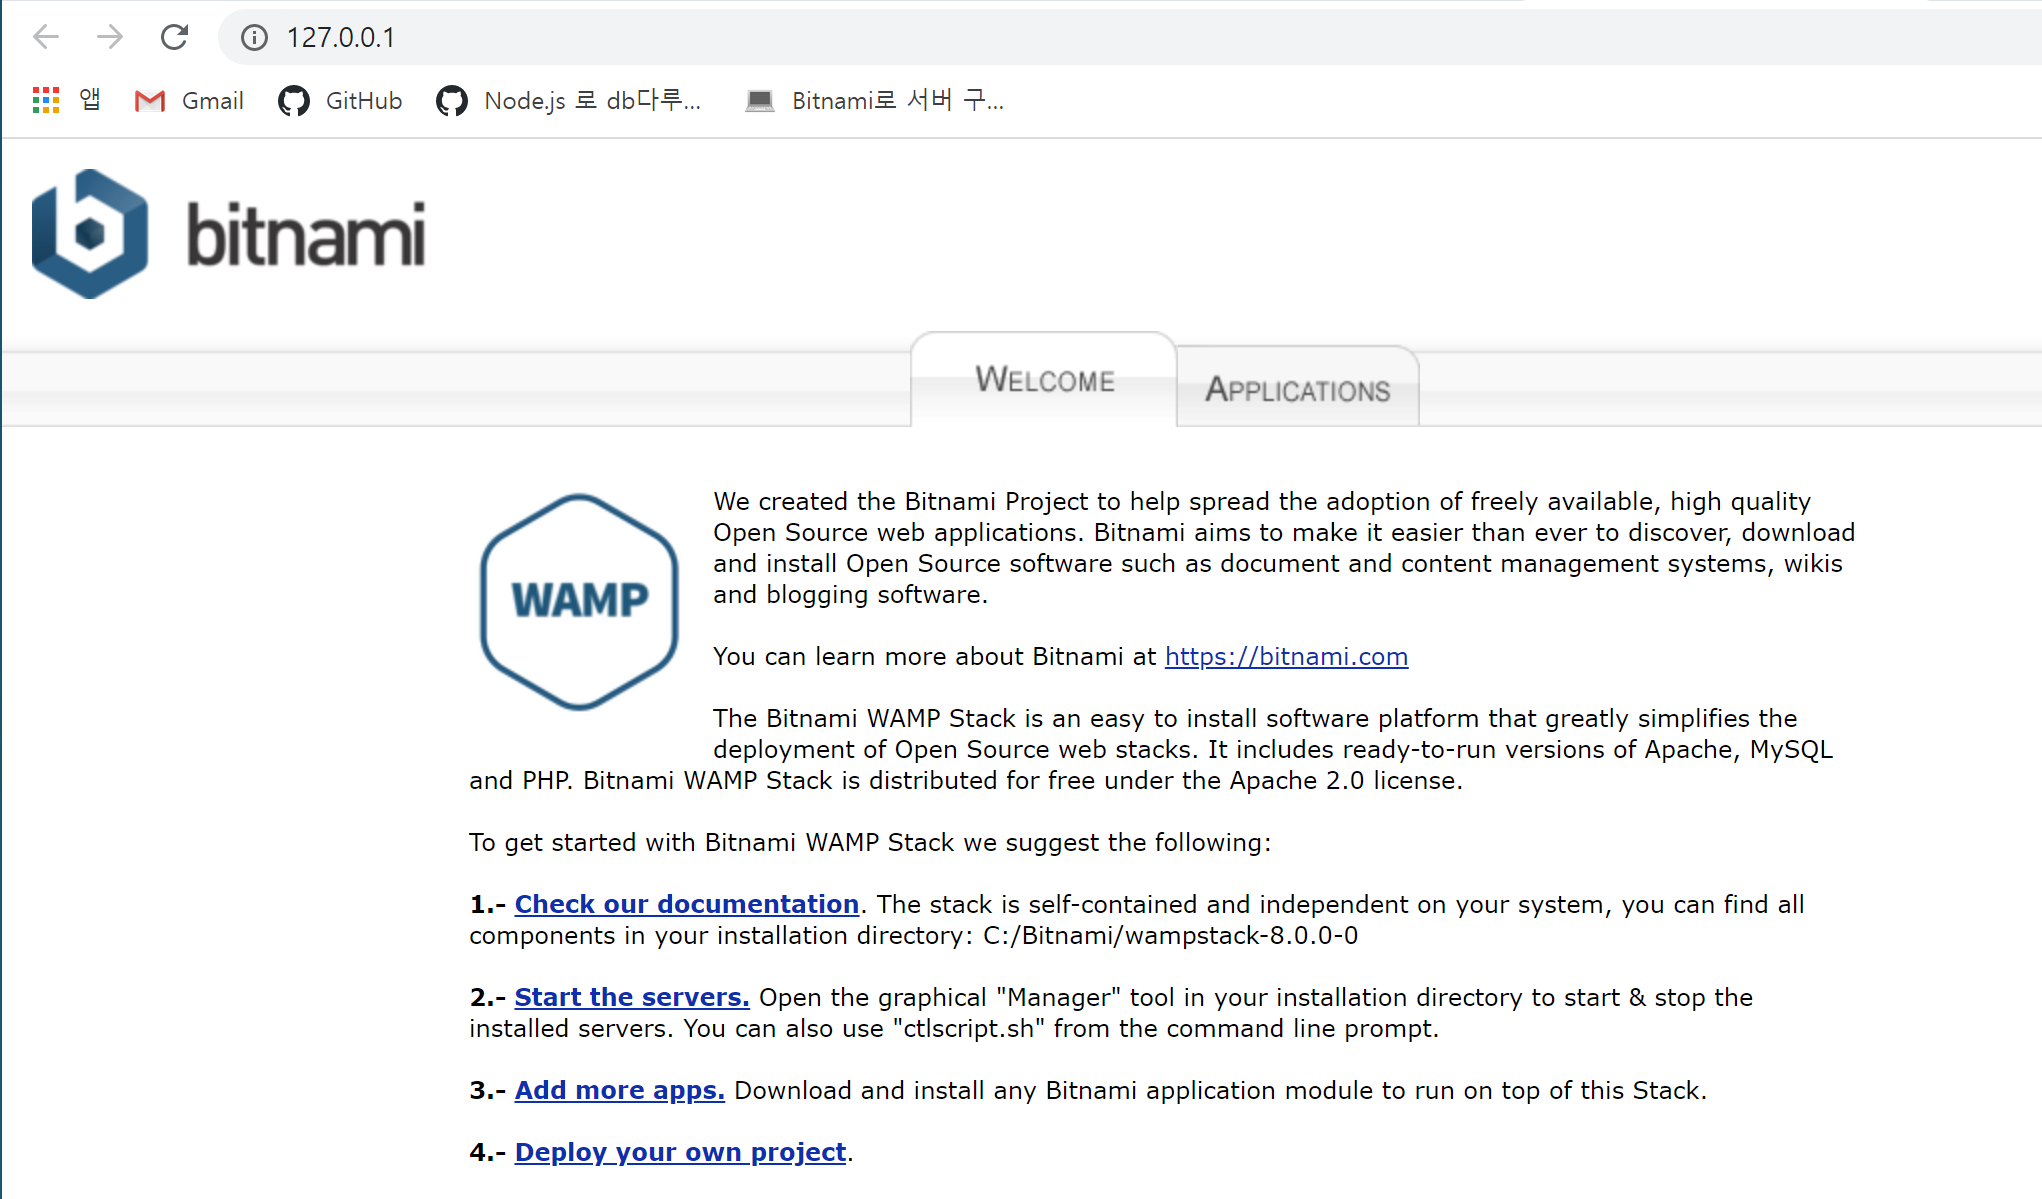 127.0.0.1
앱 Gmail GitHub Node.js 로 db다루... Bitnami로 서버 구...
bitnami
WELCOME APPLICATIONS
WAMP
We created the Bitnami Project to help spread the adoption of freely available, high quality
Open Source web applications. Bitnami aims to make it easier than ever to discover, download
and install Open Source software such as document and content management systems, wikis
and blogging software.
You can learn more about Bitnami at https://bitnami.com
The Bitnami WAMP Stack is an easy to install software platform that greatly simplifies the
deployment of Open Source web stacks. It includes ready-to-run versions of Apache, MySQL
and PHP. Bitnami WAMP Stack is distributed for free under the Apache 2.0 license.
To get started with Bitnami WAMP Stack we suggest the following:
1.- Check our documentation. The stack is self-contained and independent on your system, you can find all
components in your installation directory: C:/Bitnami/wampstack-8.0.0-0
2.- Start the servers. Open the graphical "Manager" tool in your installation directory to start & stop the
installed servers. You can also use "ctlscript.sh" from the command line prompt.
3.- Add more apps. Download and install any Bitnami application module to run on top of this Stack.
4.- Deploy your own project.